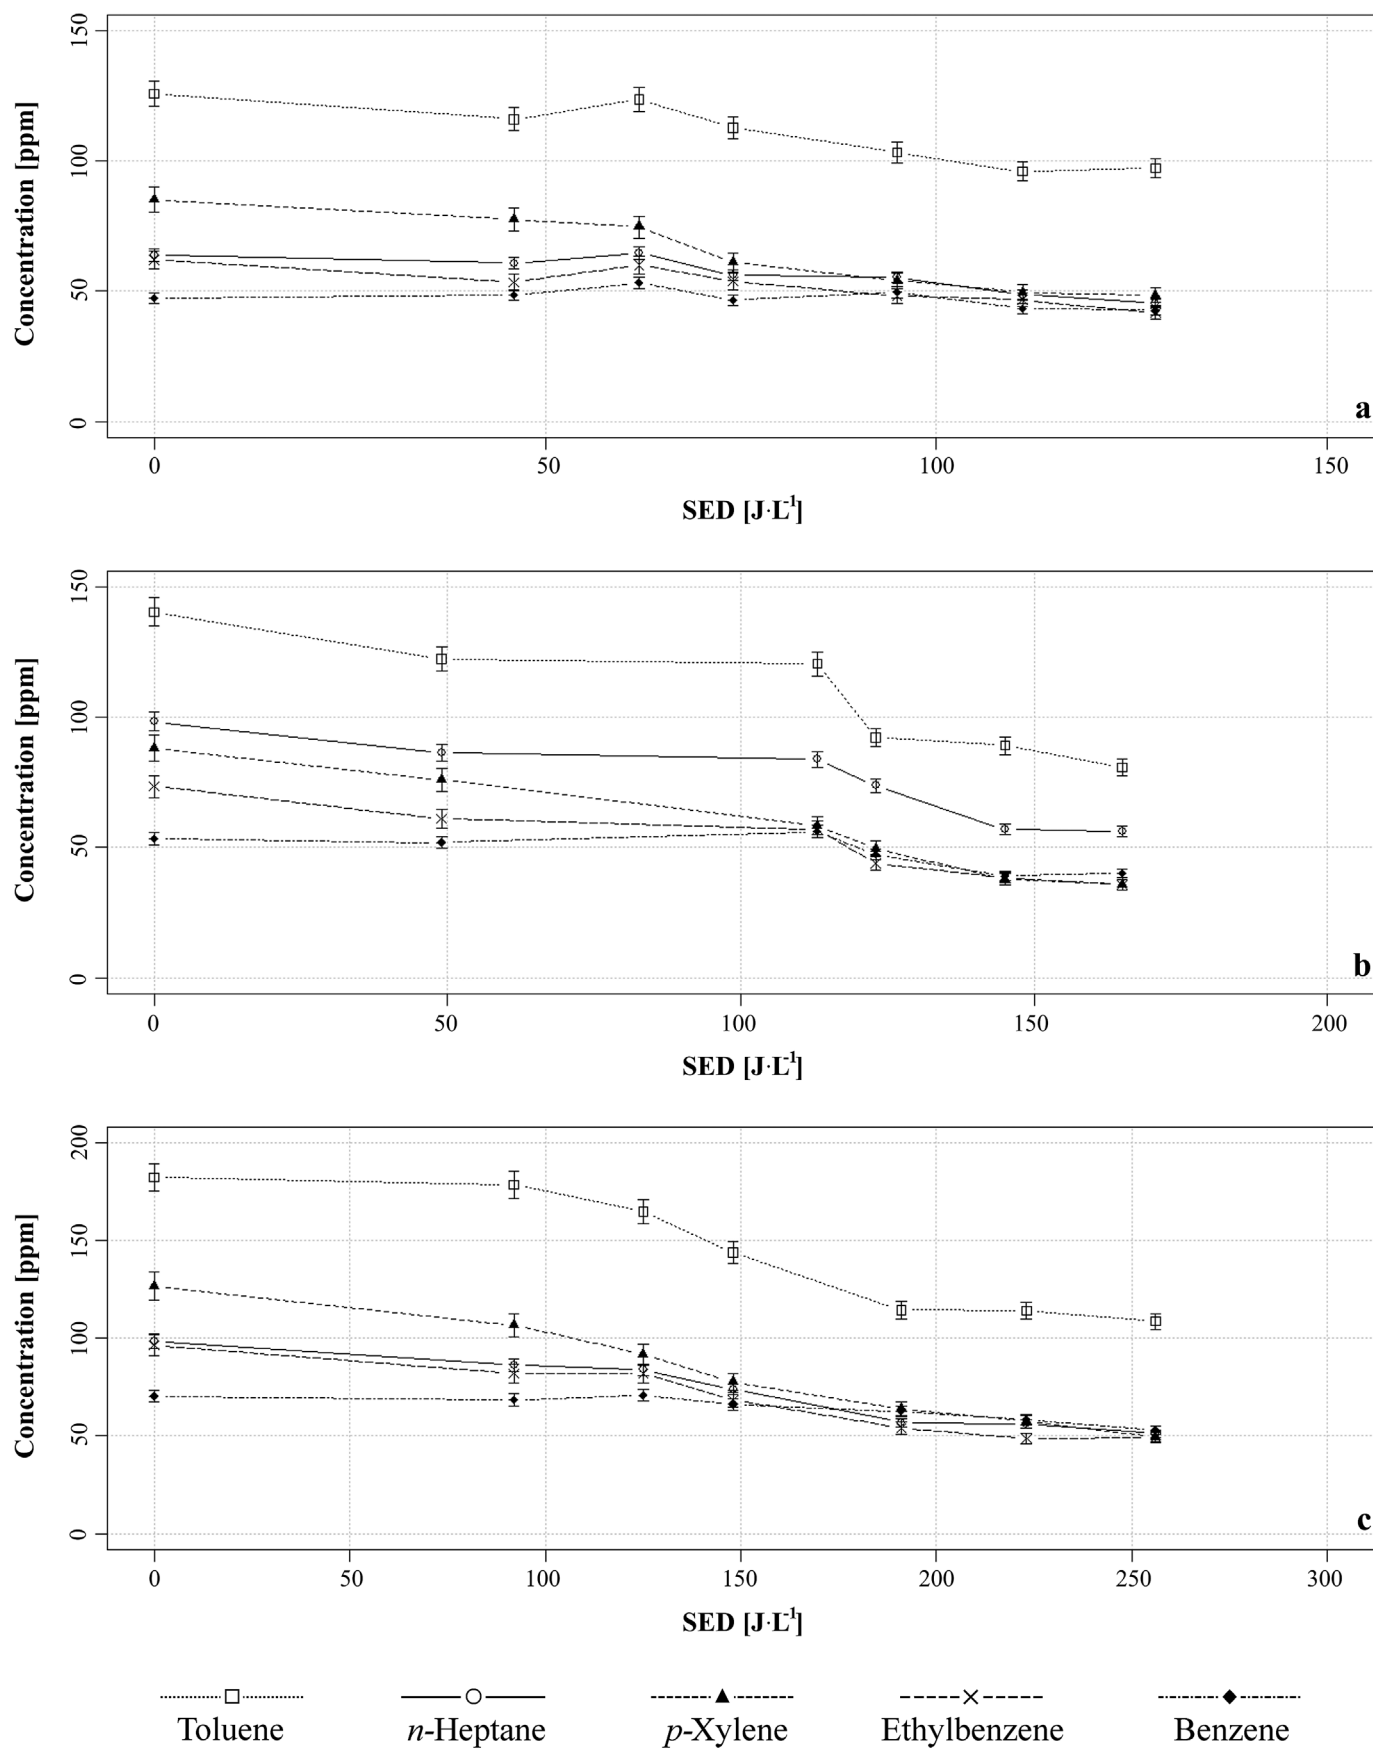 150
100
50
0
Concentration [ppm]
a
0 50 100 150
SED [J·L⁻¹]
150
100
50
0
Concentration [ppm]
b
0 50 100 150 200
SED [J·L⁻¹]
200
150
100
50
0
Concentration [ppm]
c
0 50 100 150 200 250 300
SED [J·L⁻¹]
Toluene n-Heptane p-Xylene Ethylbenzene Benzene